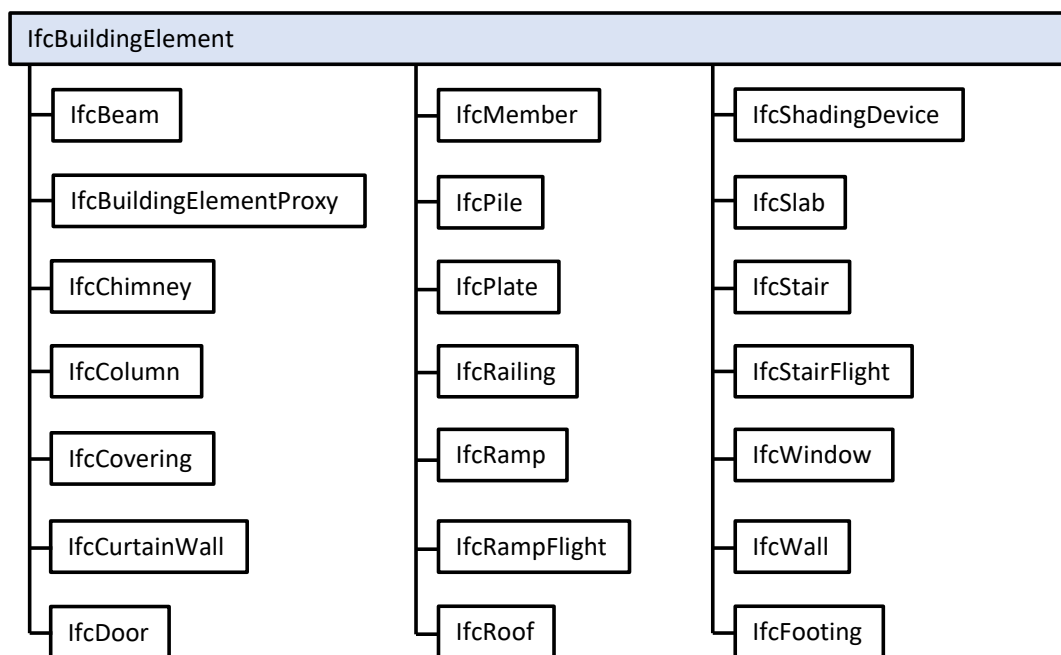 IfcBuildingElement
IfcBeam
IfcBuildingElementProxy
IfcChimney
IfcColumn
IfcCovering
IfcCurtainWall
IfcDoor
IfcMember
IfcPile
IfcPlate
IfcRailing
IfcRamp
IfcRampFlight
IfcRoof
IfcShadingDevice
IfcSlab
IfcStair
IfcStairFlight
IfcWindow
IfcWall
IfcFooting